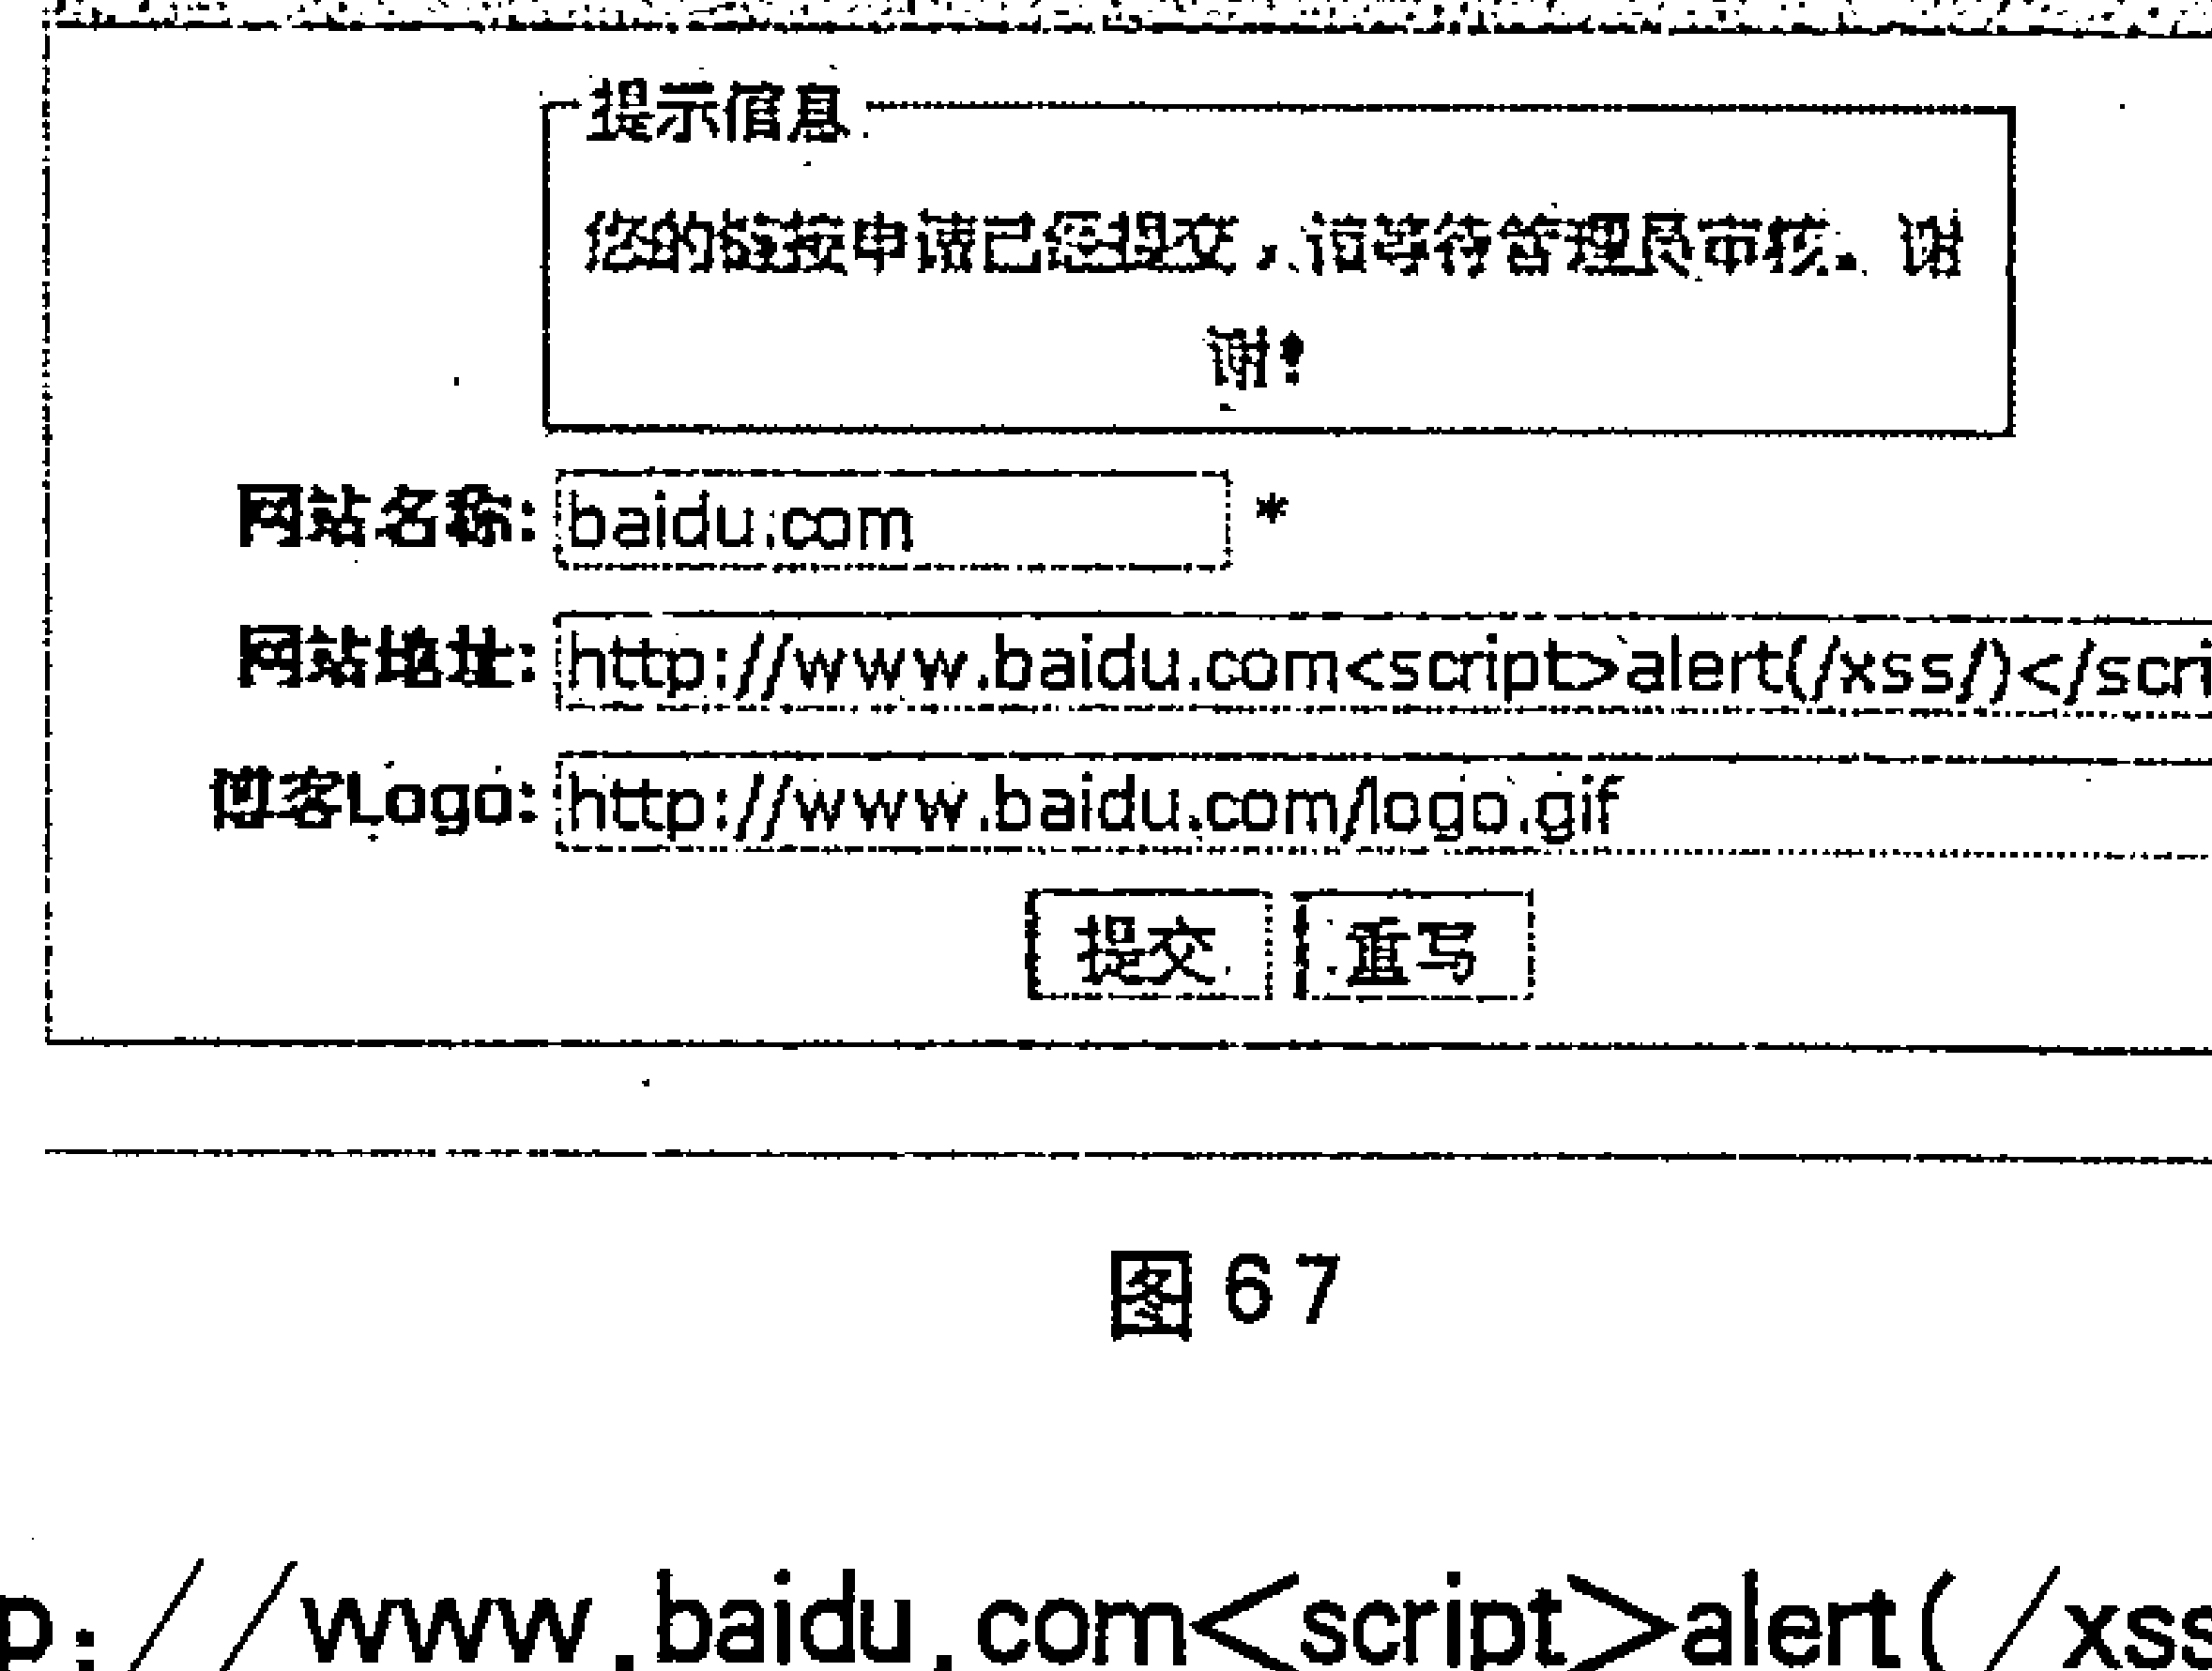 提示信息
您的链接申请已经提交，请等待管理员审核。谢
谢！
网站名称: baidu.com *
网站地址: http://www.baidu.com<script>alert(/xss/)</scri
博客Logo: http://www.baidu.com/logo.gif
提交 重写
图 67
p://www.baidu.com<script>alert(/xss